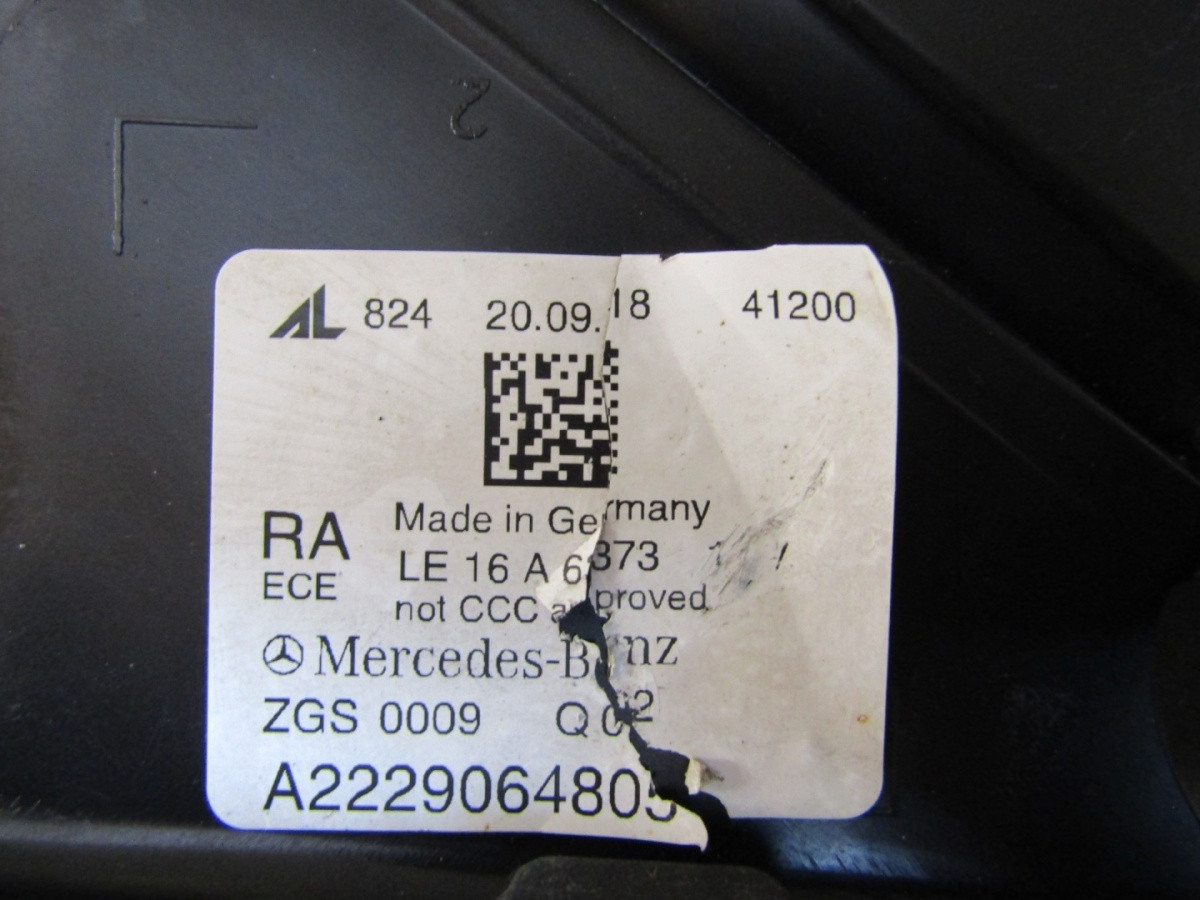 2
AL 824 20.09.18 41200
RA Made in Germany
ECE LE 16 A 6373
not CCC approved
Mercedes-Benz
ZGS 0009
A2229064805